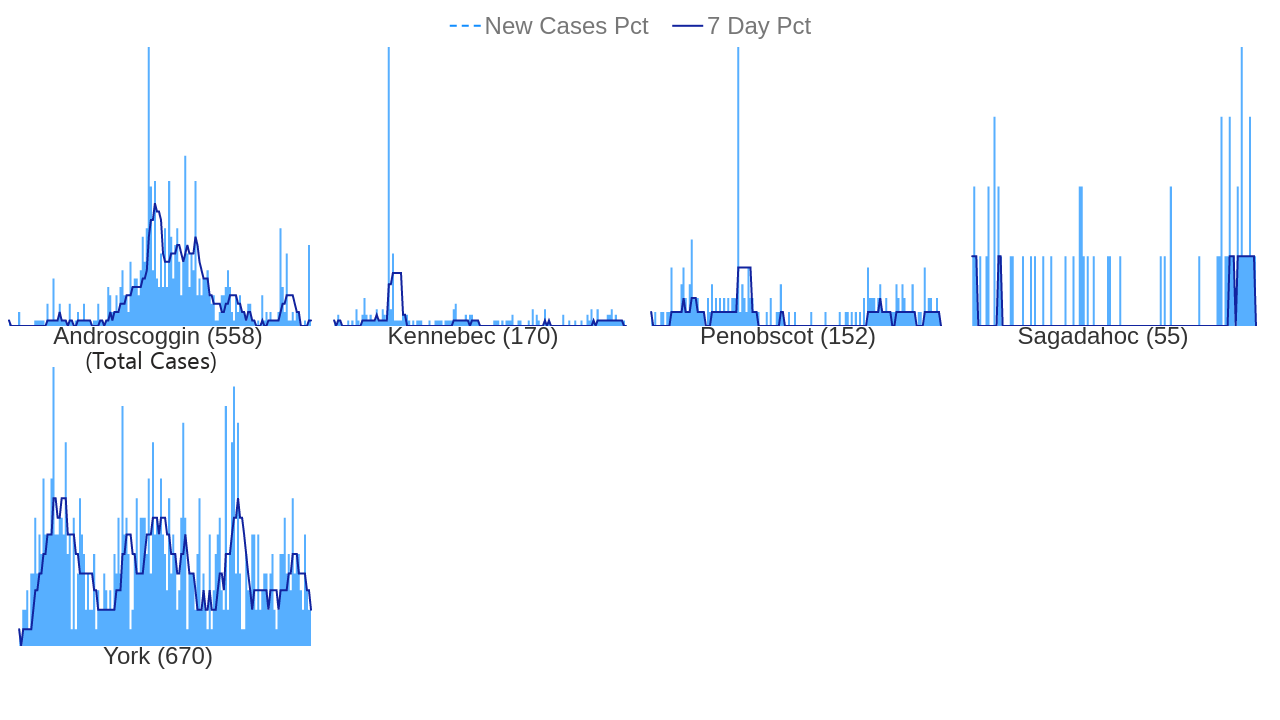 New Cases Pct 7 Day Pct
Androscoggin (558)
(Total Cases)
Kennebec (170)
Penobscot (152)
Sagadahoc (55)
York (670)